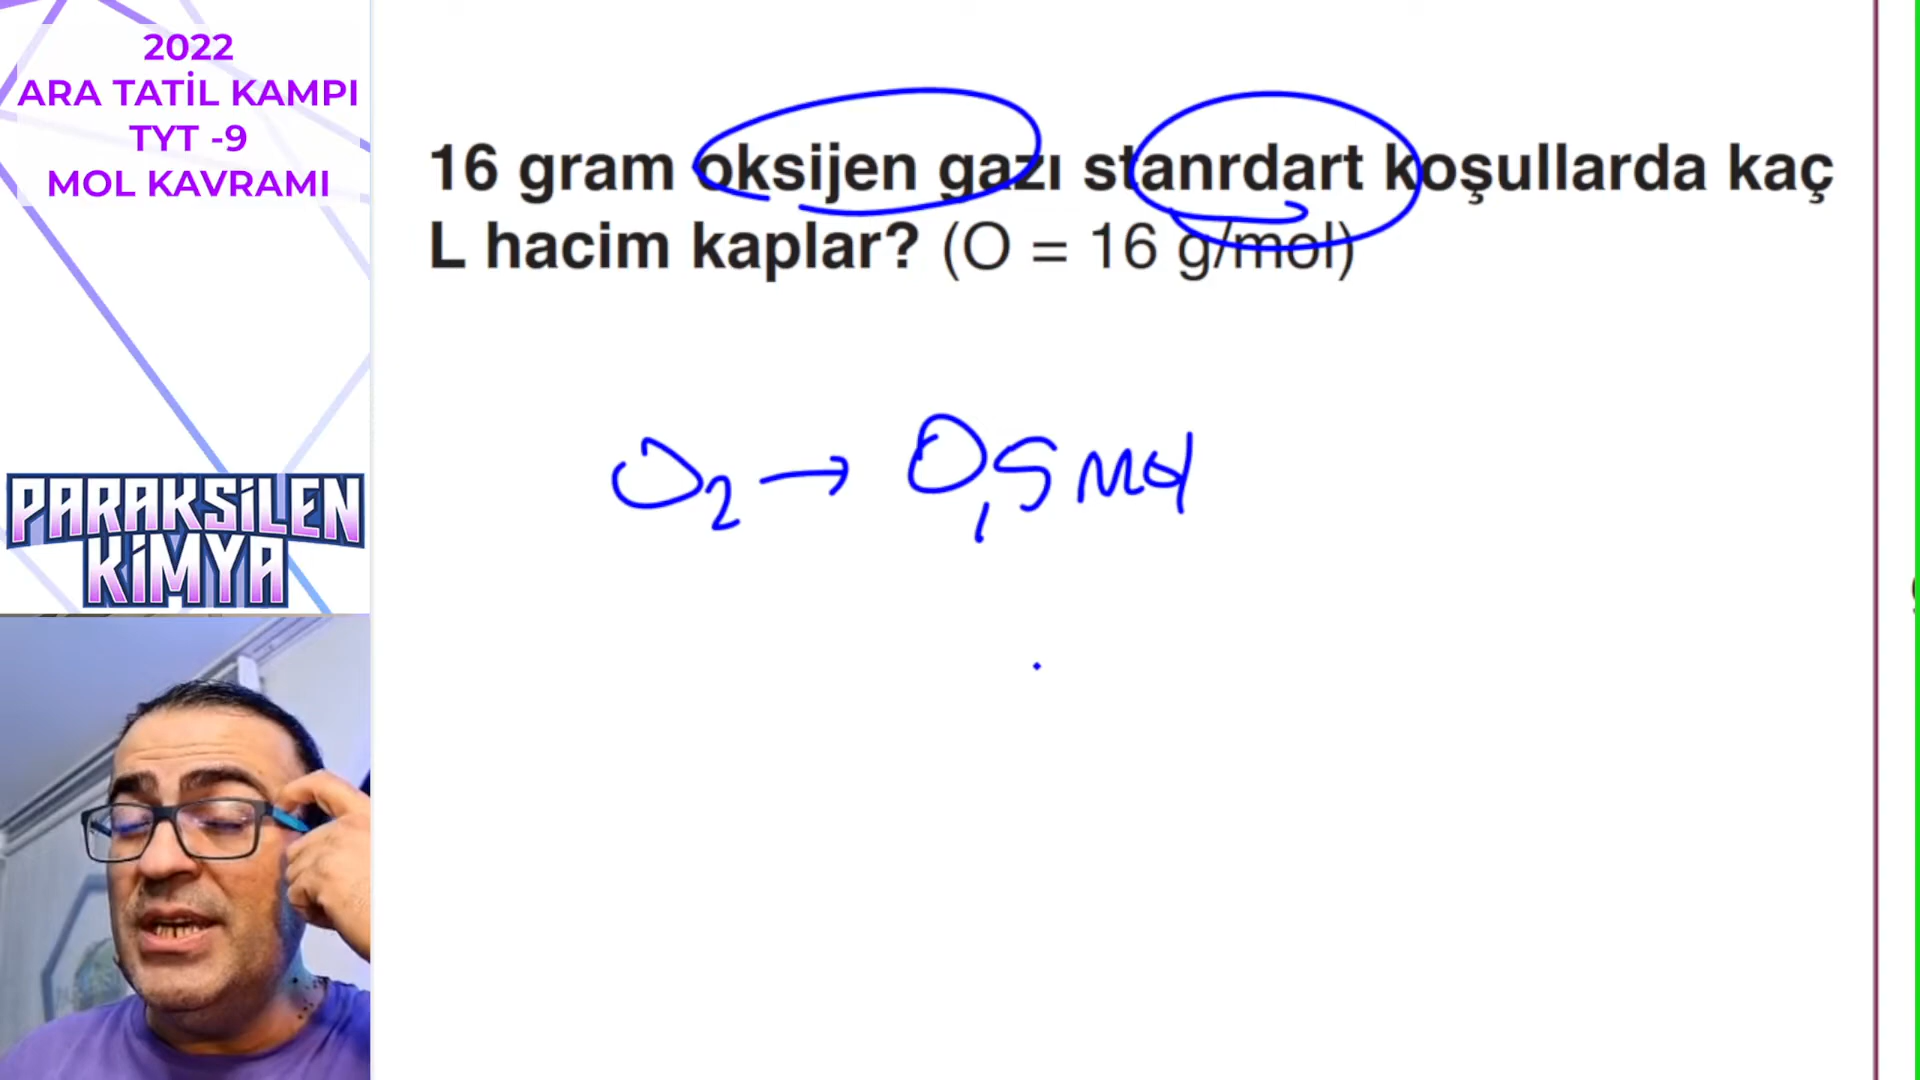 2022
ARA TATİL KAMPI
TYT -9
MOL KAVRAMI
PARAKSİLEN
KİMYA
16 gram oksijen gazı stanrdart koşullarda kaç
L hacim kaplar? (O = 16 g/mol)
O₂ → 0,5 mol